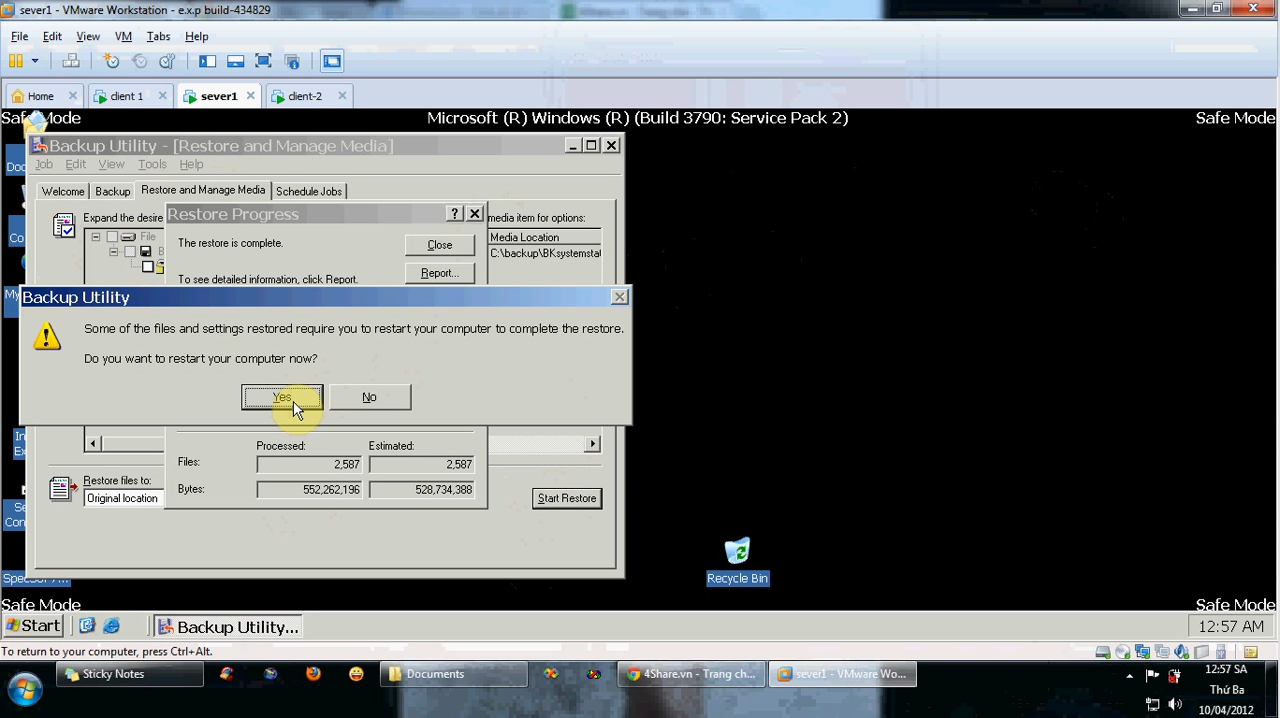 sever1 - VMware Workstation - e.x.p build-434829
File Edit View VM Tabs Help
Home client 1 sever1 client-2
Safe Mode Microsoft (R) Windows (R) (Build 3790: Service Pack 2) Safe Mode
Backup Utility - [Restore and Manage Media]
Job Edit View Tools Help
Welcome Backup Restore and Manage Media Schedule Jobs
Expand the desire
media item for options:
Restore Progress
File
Media Location
The restore is complete.
Close
C:\backup\BKsystemstat
To see detailed information, click Report.
Report...
Backup Utility
Some of the files and settings restored require you to restart your computer to complete the restore.
Do you want to restart your computer now?
Yes No
Processed: Estimated:
Files: 2,587 2,587
Bytes: 552,262,196 528,734,388
Restore files to:
Original location
Start Restore
Recycle Bin
Safe Mode Safe Mode
Start Backup Utility... 12:57 AM
To return to your computer, press Ctrl+Alt.
Sticky Notes Documents 4Share.vn - Trang ch... sever1 - VMware Wo...
12:57 SA
Thứ Ba
10/04/2012